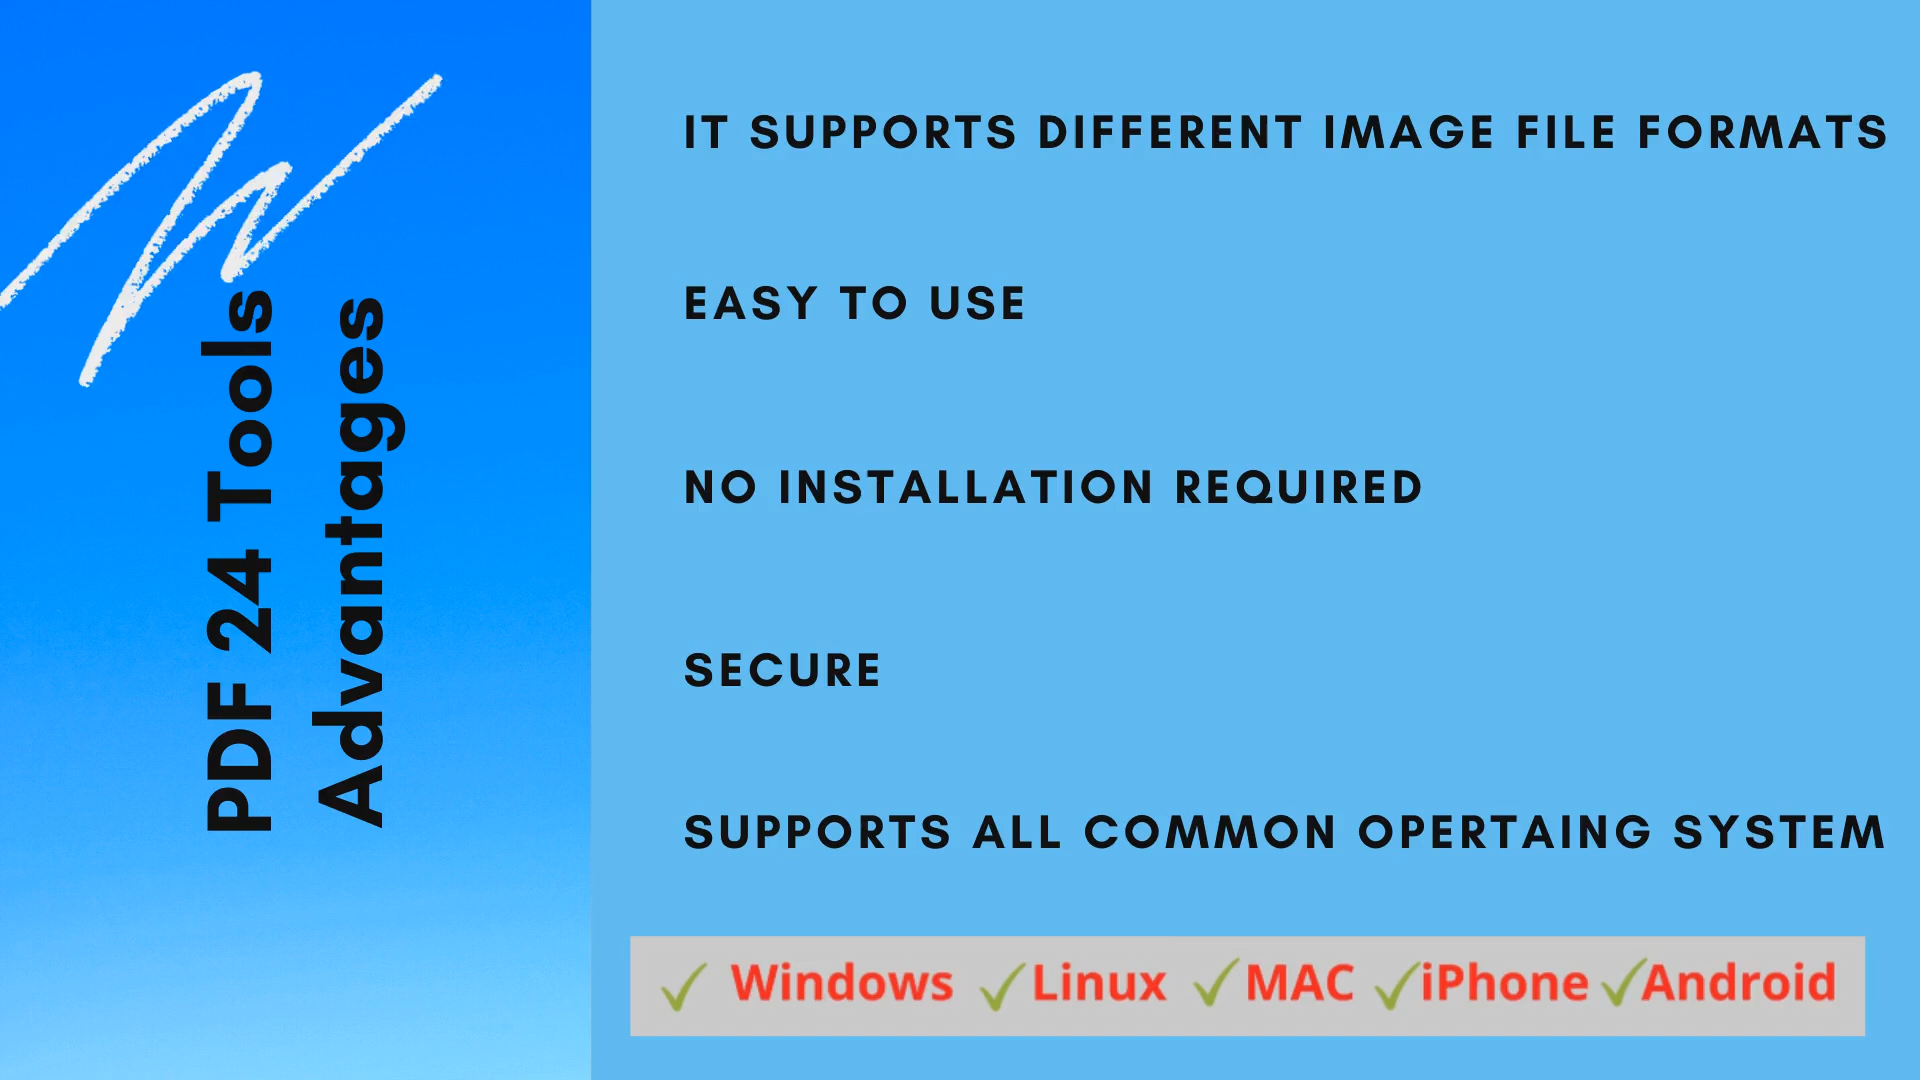 PDF 24 Tools
Advantages
IT SUPPORTS DIFFERENT IMAGE FILE FORMATS
EASY TO USE
NO INSTALLATION REQUIRED
SECURE
SUPPORTS ALL COMMON OPERTAING SYSTEM
✓ Windows ✓ Linux ✓ MAC ✓ iPhone ✓ Android